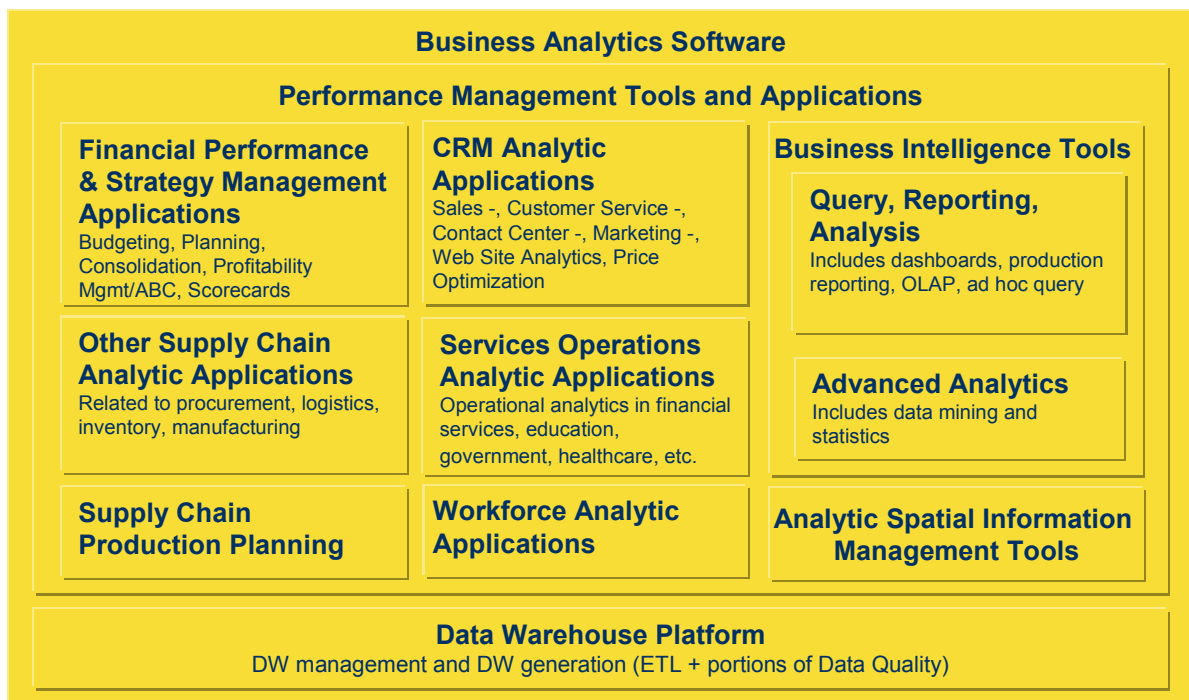 Business Analytics Software
Performance Management Tools and Applications
Financial Performance
& Strategy Management
Applications
Budgeting, Planning,
Consolidation, Profitability
Mgmt/ABC, Scorecards
CRM Analytic
Applications
Sales -, Customer Service -,
Contact Center -, Marketing -,
Web Site Analytics, Price
Optimization
Business Intelligence Tools
Query, Reporting,
Analysis
Includes dashboards, production
reporting, OLAP, ad hoc query
Other Supply Chain
Analytic Applications
Related to procurement, logistics,
inventory, manufacturing
Services Operations
Analytic Applications
Operational analytics in financial
services, education,
government, healthcare, etc.
Advanced Analytics
Includes data mining and
statistics
Supply Chain
Production Planning
Workforce Analytic
Applications
Analytic Spatial Information
Management Tools
Data Warehouse Platform
DW management and DW generation (ETL + portions of Data Quality)